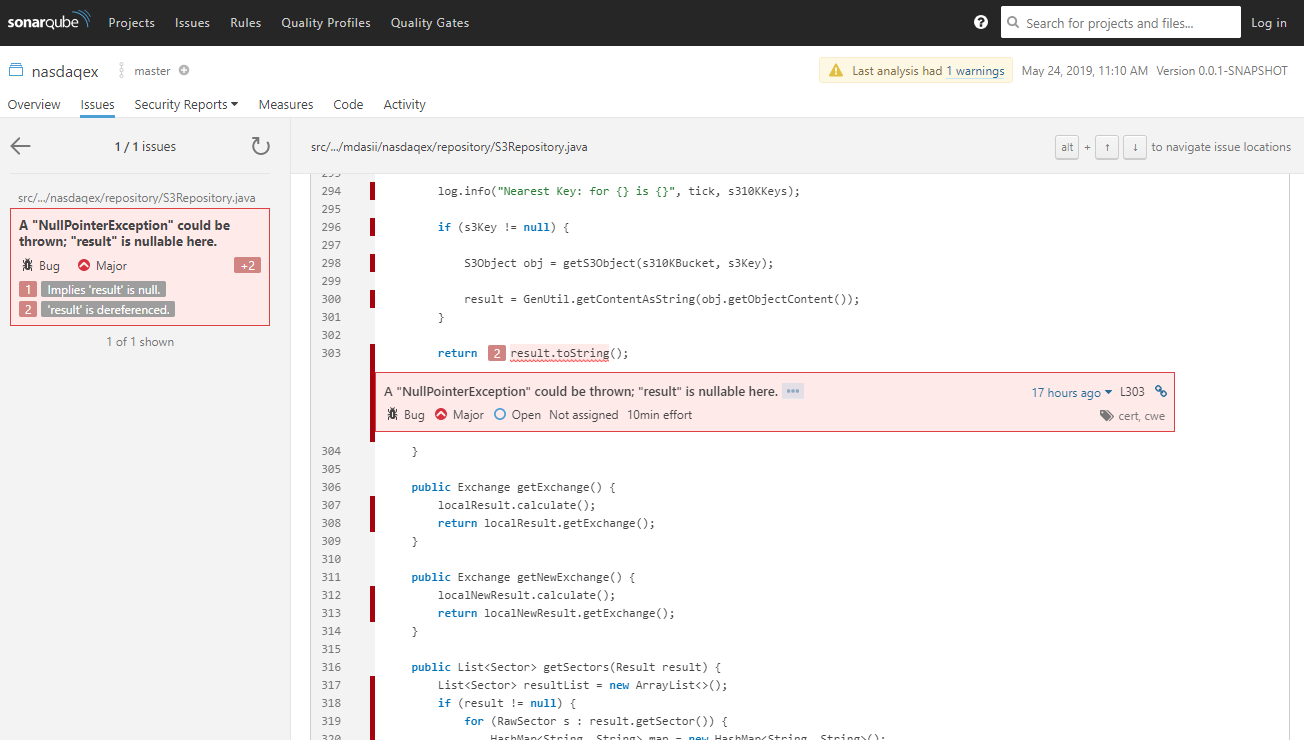 sonarqube Projects Issues Rules Quality Profiles Quality Gates Search for projects and files... Log in
nasdaqex master Last analysis had 1 warnings May 24, 2019, 11:10 AM Version 0.0.1-SNAPSHOT
Overview Issues Security Reports Measures Code Activity
1 / 1 issues
src/.../mdasii/nasdaqex/repository/S3Repository.java alt + ↑ ↓ to navigate issue locations
src/.../nasdaqex/repository/S3Repository.java
A "NullPointerException" could be
thrown; "result" is nullable here.
Bug Major +2
1 Implies 'result' is null.
2 'result' is dereferenced.
1 of 1 shown
293
294 log.info("Nearest Key: for {} is {}", tick, s310KKeys);
295
296 if (s3Key != null) {
297
298 S3Object obj = getS3Object(s310KBucket, s3Key);
299
300 result = GenUtil.getContentAsString(obj.getObjectContent());
301 }
302
303 return 2 result.toString();
A "NullPointerException" could be thrown; "result" is nullable here. ••• 17 hours ago L303
Bug Major Open Not assigned 10min effort cert, cwe
304 }
305
306 public Exchange getExchange() {
307 localResult.calculate();
308 return localResult.getExchange();
309 }
310
311 public Exchange getNewExchange() {
312 localNewResult.calculate();
313 return localNewResult.getExchange();
314 }
315
316 public List<Sector> getSectors(Result result) {
317 List<Sector> resultList = new ArrayList<>();
318 if (result != null) {
319 for (RawSector s : result.getSector()) {
320 HashMap<String, String> map = new HashMap<String, String>();